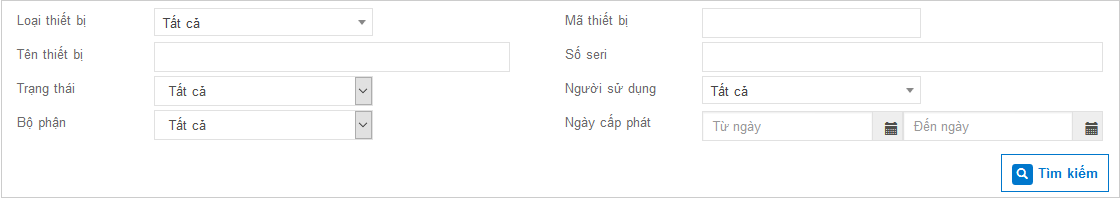 Loại thiết bị Tất cả Mã thiết bị
Tên thiết bị Số seri
Trạng thái Tất cả Người sử dụng Tất cả
Bộ phận Tất cả Ngày cấp phát Từ ngày Đến ngày
Tìm kiếm